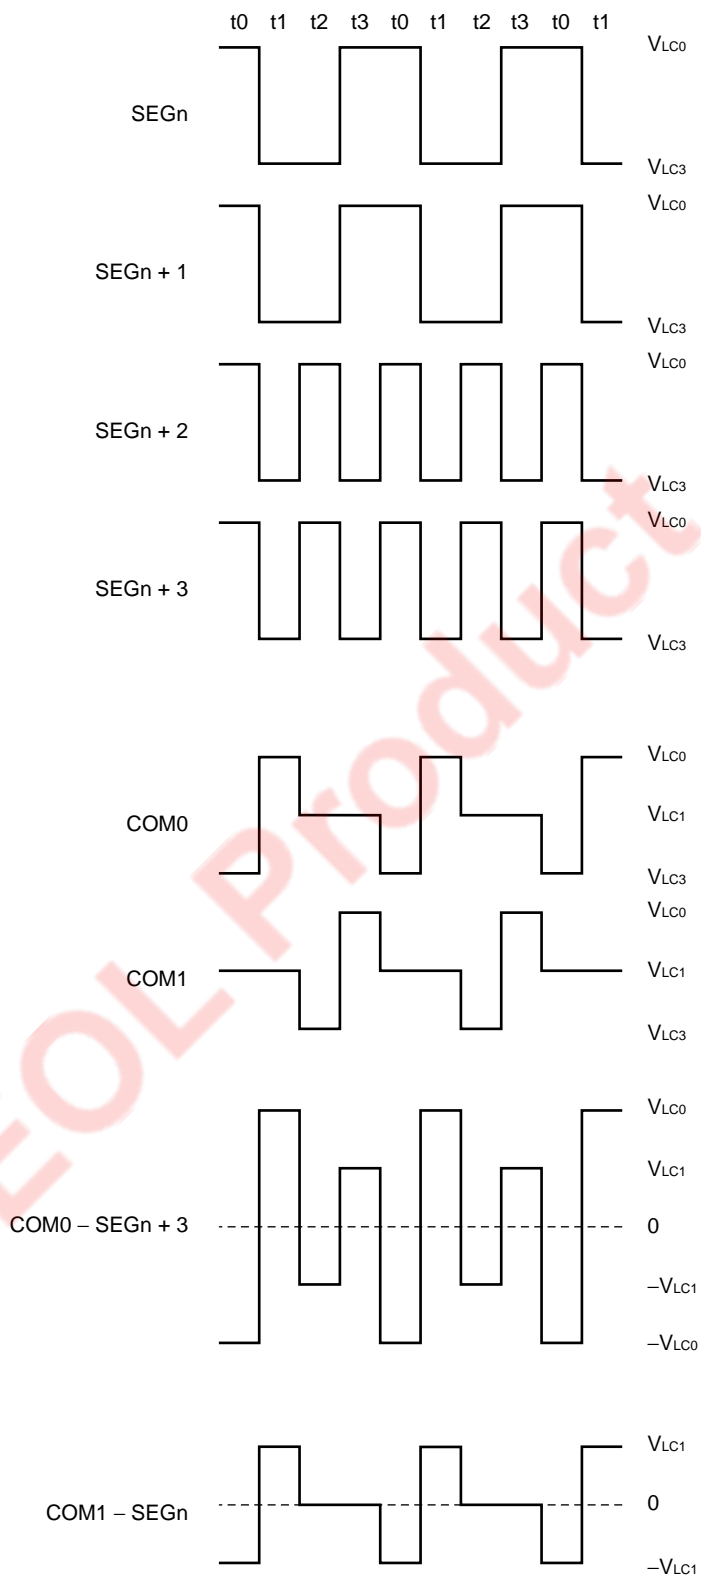 t0 t1 t2 t3 t0 t1 t2 t3 t0 t1
VLC0
SEGn
VLC3
VLC0
SEGn + 1
VLC3
VLC0
SEGn + 2
VLC3
VLC0
SEGn + 3
VLC3
VLC0
COM0
VLC1
VLC3
VLC0
COM1
VLC1
VLC3
VLC0
VLC1
COM0 – SEGn + 3
0
–VLC1
–VLC0
VLC1
COM1 – SEGn
0
–VLC1
EOL Product